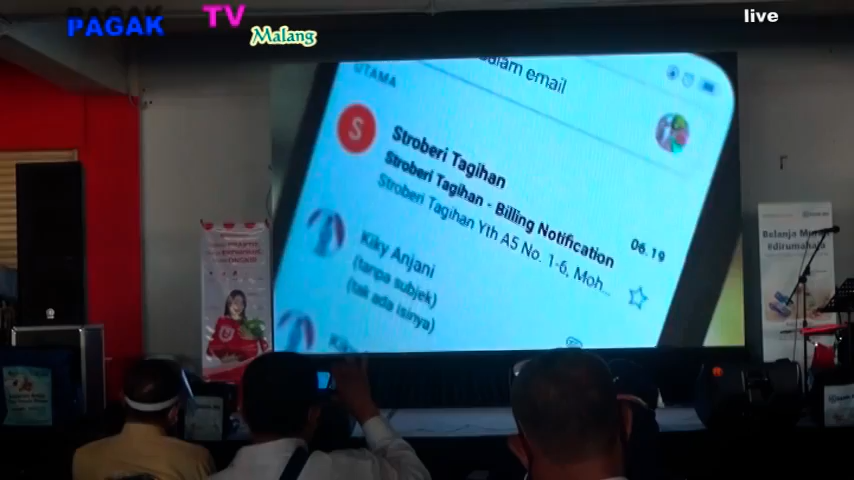 PAGAK
TV
Malang
live
dalam email
UTAMA
S
Stroberi Tagihan
Stroberi Tagihan - Billing Notification
06.19
Stroberi Tagihan Yth A5 No. 1-6, Moh...
Kiky Anjani
(tanpa subjek)
(tak ada isinya)
Belanja
#dirumahaja